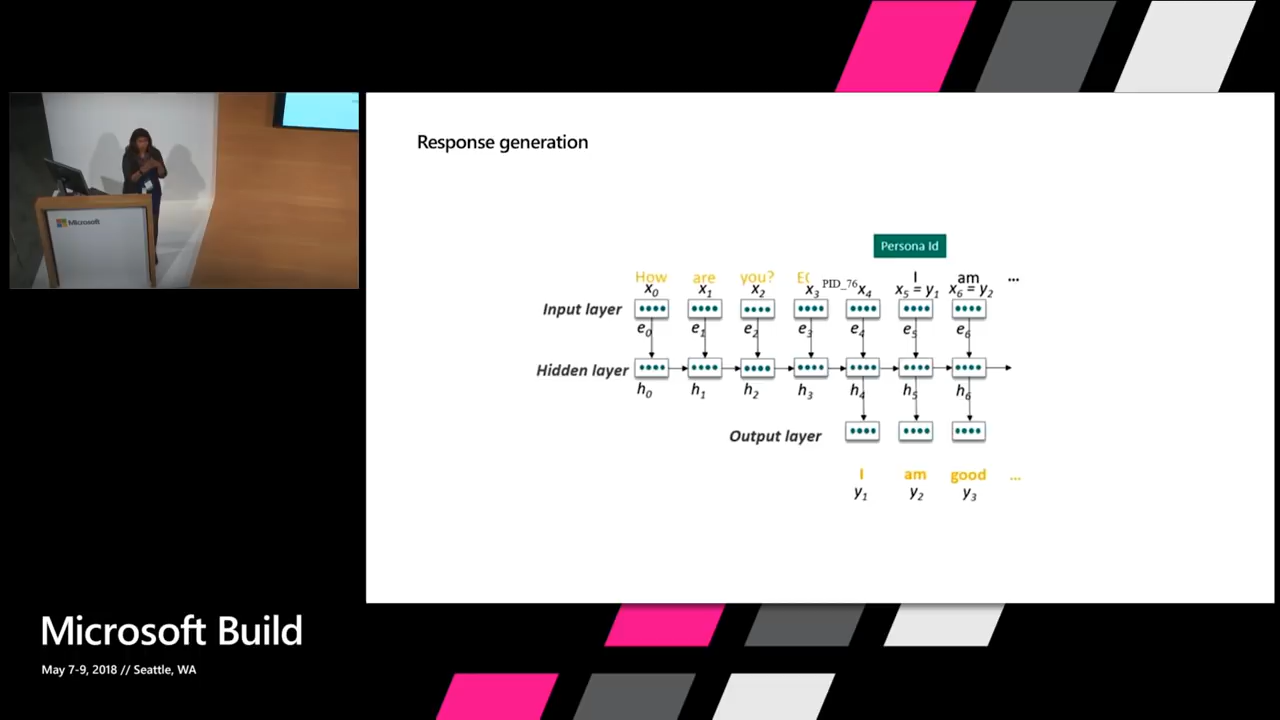 Response generation
Microsoft
Persona Id
How are you? E( PID_76 I am ...
x0 x1 x2 x3 x4 x5 = y1 x6 = y2
Input layer
e0 e1 e2 e3 e4 e5 e6
Hidden layer
h0 h1 h2 h3 h4 h5 h6
Output layer
I am good ...
y1 y2 y3
Microsoft Build
May 7-9, 2018 // Seattle, WA